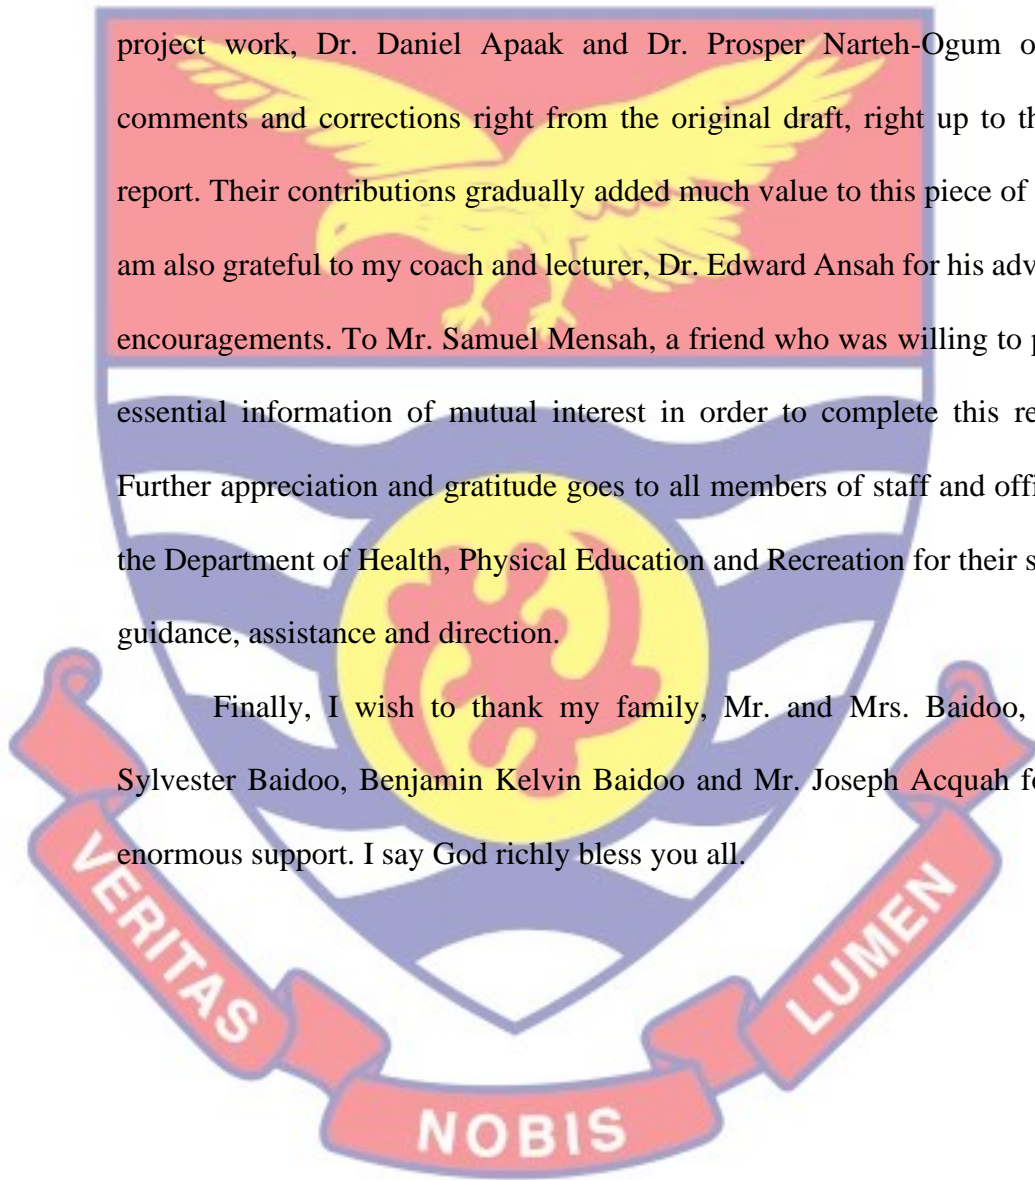 project work, Dr. Daniel Apaak and Dr. Prosper Narteh-Ogum
comments and corrections right from the original draft, right up to
report. Their contributions gradually added much value to this piece of
am also grateful to my coach and lecturer, Dr. Edward Ansah for his
encouragements. To Mr. Samuel Mensah, a friend who was willing to
essential information of mutual interest in order to complete this
Further appreciation and gratitude goes to all members of staff and
the Department of Health, Physical Education and Recreation for their
guidance, assistance and direction.
Finally, I wish to thank my family, Mr. and Mrs. Baidoo,
Sylvester Baidoo, Benjamin Kelvin Baidoo and Mr. Joseph Acquah
enormous support. I say God richly bless you all.
VERITAS
NOBIS
LUMEN